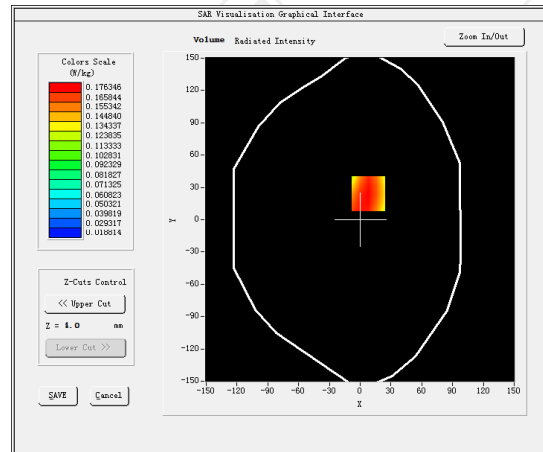 SAR Visualisation Graphical Interface
Volume Radiated Intensity
Zoom In/Out
Colors Scale
(W/kg)
0.176346
0.165844
0.155342
0.144840
0.134337
0.123835
0.113333
0.102831
0.092329
0.081827
0.071325
0.060823
0.050321
0.039819
0.029317
0.018814
Z-Cuts Control
<< Upper Cut
Z = 4.0 mm
Lower Cut >>
SAVE Cancel
150
120
90
60
30
0
-30
-60
-90
-120
-150
Y
-150 -120 -90 -60 -30 0 30 60 90 120 150
X